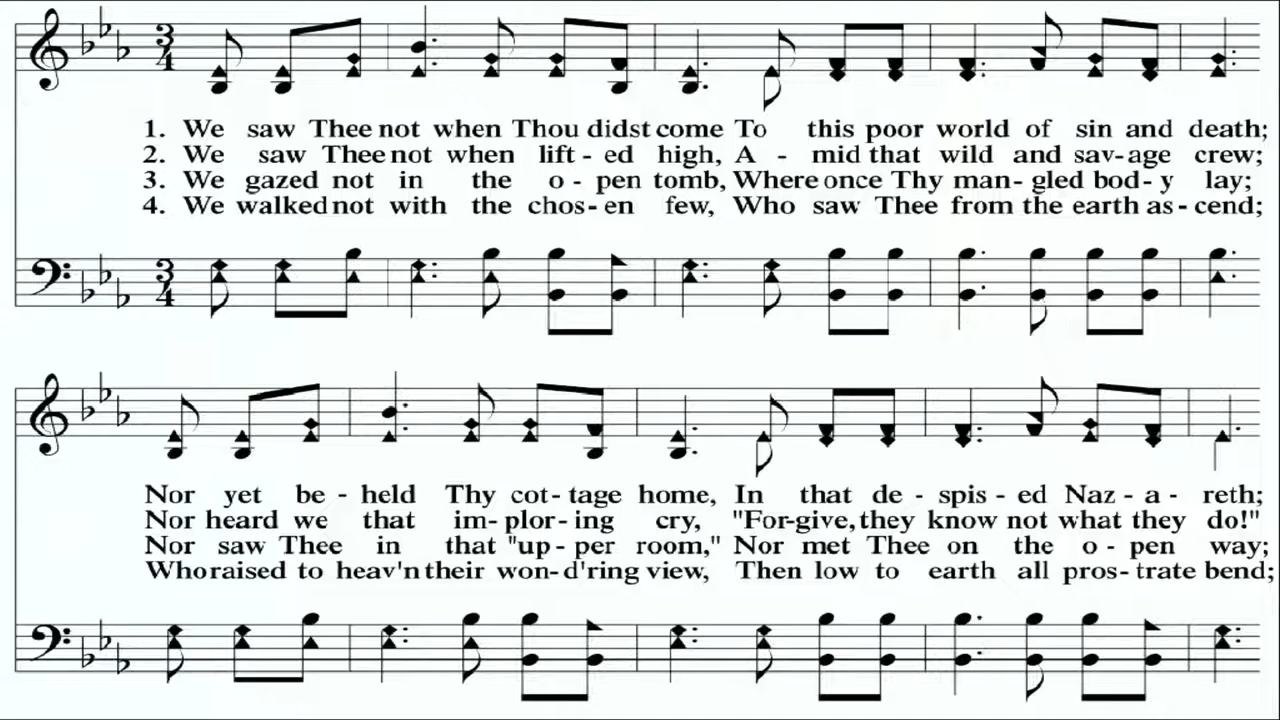 3
4
1. We saw Thee not when Thou didst come To this poor world of sin and death;
2. We saw Thee not when lift - ed high, A - mid that wild and sav - age crew;
3. We gazed not in the o - pen tomb, Where once Thy man - gled bod - y lay;
4. We walked not with the chos - en few, Who saw Thee from the earth as - cend;
3
4
Nor yet be - held Thy cot - tage home, In that de - spis - ed Naz - a - reth;
Nor heard we that im - plor - ing cry, "For-give, they know not what they do!"
Nor saw Thee in that "up - per room," Nor met Thee on the o - pen way;
Who raised to heav'n their won - d'ring view, Then low to earth all pros - trate bend;